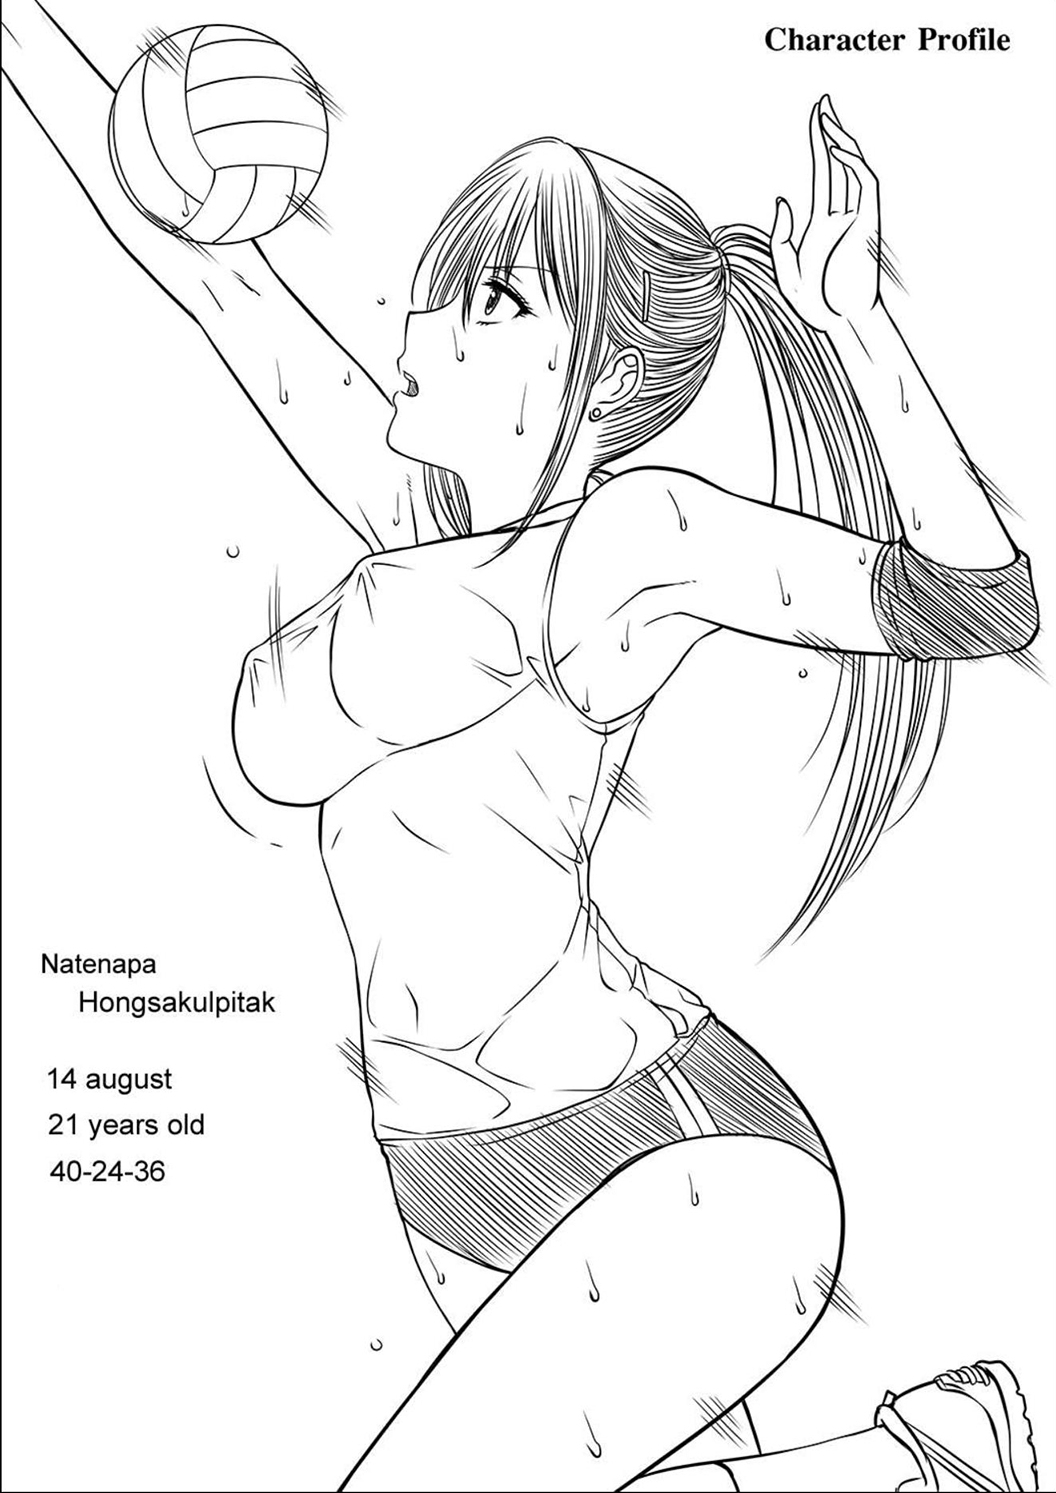 Character Profile
Natenapa
Hongsakulpitak
14 august
21 years old
40-24-36